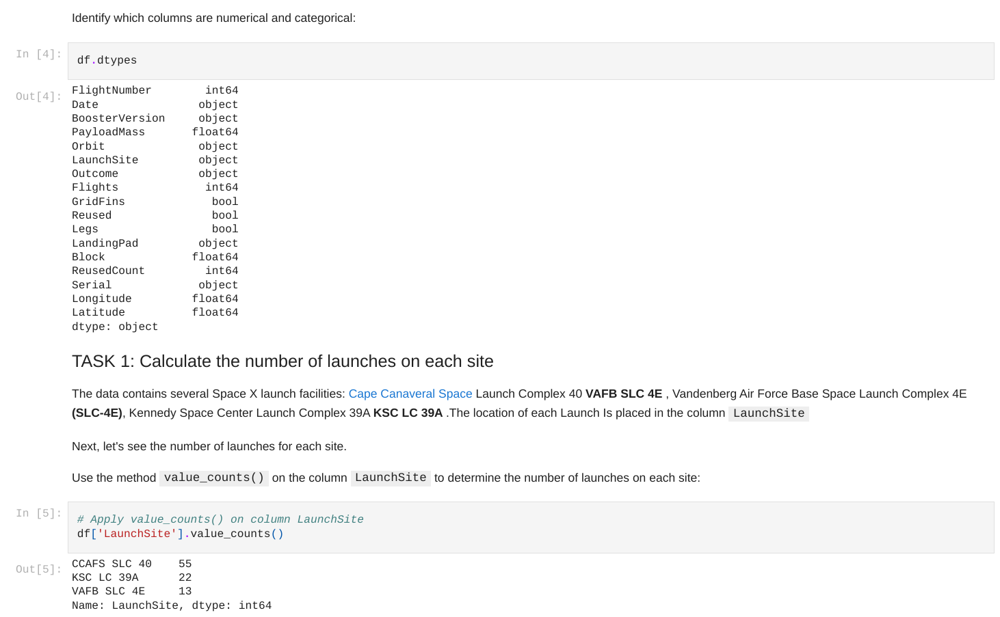 Identify which columns are numerical and categorical:
In [4]:
df.dtypes
Out[4]:
FlightNumber        int64
Date               object
BoosterVersion     object
PayloadMass       float64
Orbit              object
LaunchSite         object
Outcome            object
Flights             int64
GridFins             bool
Reused               bool
Legs                 bool
LandingPad         object
Block             float64
ReusedCount         int64
Serial             object
Longitude         float64
Latitude          float64
dtype: object
TASK 1: Calculate the number of launches on each site
The data contains several Space X launch facilities: Cape Canaveral Space Launch Complex 40 VAFB SLC 4E , Vandenberg Air Force Base Space Launch Complex 4E
(SLC-4E), Kennedy Space Center Launch Complex 39A KSC LC 39A .The location of each Launch Is placed in the column LaunchSite
Next, let's see the number of launches for each site.
Use the method value_counts() on the column LaunchSite to determine the number of launches on each site:
In [5]:
# Apply value_counts() on column LaunchSite
df['LaunchSite'].value_counts()
Out[5]:
CCAFS SLC 40    55
KSC LC 39A      22
VAFB SLC 4E     13
Name: LaunchSite, dtype: int64